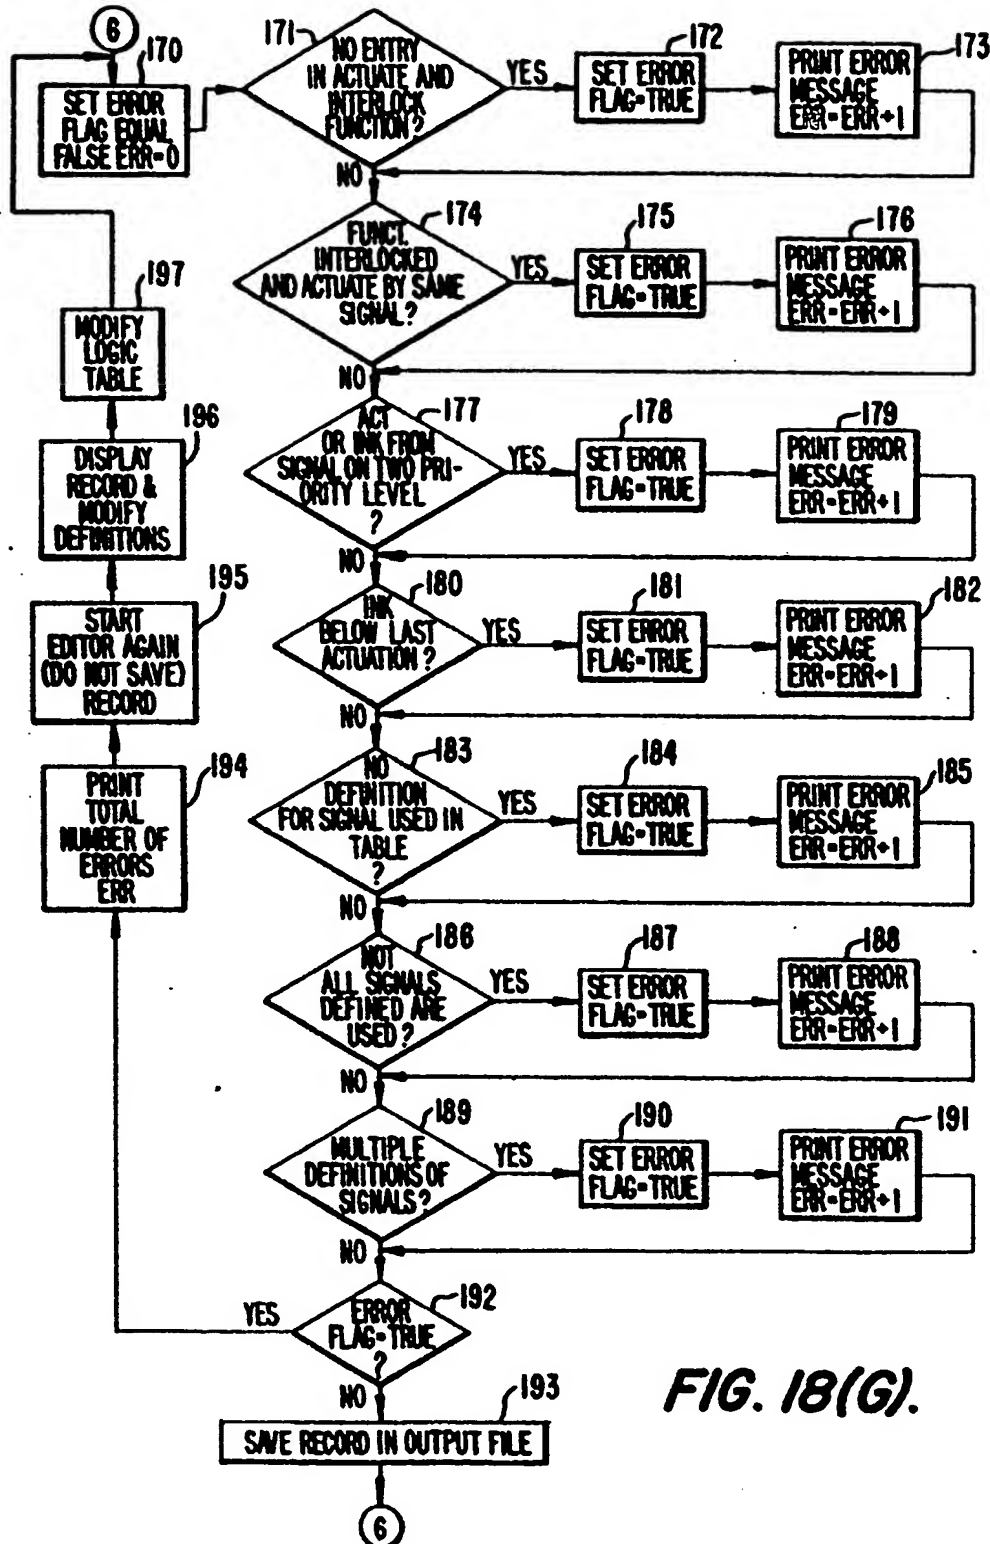 6
170
SET ERROR
FLAG EQUAL
FALSE ERR=0
171
NO ENTRY
IN ACTUATE AND
INTERLOCK
FUNCTION?
YES
172
SET ERROR
FLAG=TRUE
173
PRINT ERROR
MESSAGE
ERR=ERR+1
NO
174
FUNCT.
INTERLOCKED
AND ACTUATE BY SAME
SIGNAL?
YES
175
SET ERROR
FLAG=TRUE
176
PRINT ERROR
MESSAGE
ERR=ERR+1
NO
177
ACT
OR INK FROM
SIGNAL ON TWO PRI-
ORITY LEVEL
?
YES
178
SET ERROR
FLAG=TRUE
179
PRINT ERROR
MESSAGE
ERR=ERR+1
NO
180
INK
BELOW LAST
ACTUATION?
YES
181
SET ERROR
FLAG=TRUE
182
PRINT ERROR
MESSAGE
ERR=ERR+1
NO
183
NO
DEFINITION
FOR SIGNAL USED IN
TABLE
?
YES
184
SET ERROR
FLAG=TRUE
185
PRINT ERROR
MESSAGE
ERR=ERR+1
NO
186
NOT
ALL SIGNALS
DEFINED ARE
USED?
YES
187
SET ERROR
FLAG=TRUE
188
PRINT ERROR
MESSAGE
ERR=ERR+1
NO
189
MULTIPLE
DEFINITIONS OF
SIGNALS?
YES
190
SET ERROR
FLAG=TRUE
191
PRINT ERROR
MESSAGE
ERR=ERR+1
NO
192
ERROR
FLAG=TRUE
?
YES
NO
193
SAVE RECORD IN OUTPUT FILE
6
194
PRINT
TOTAL
NUMBER OF
ERRORS
ERR
195
START
EDITOR AGAIN
(DO NOT SAVE)
RECORD
196
DISPLAY
RECORD &
MODIFY
DEFINITIONS
197
MODIFY
LOGIC
TABLE
FIG. 18(G).